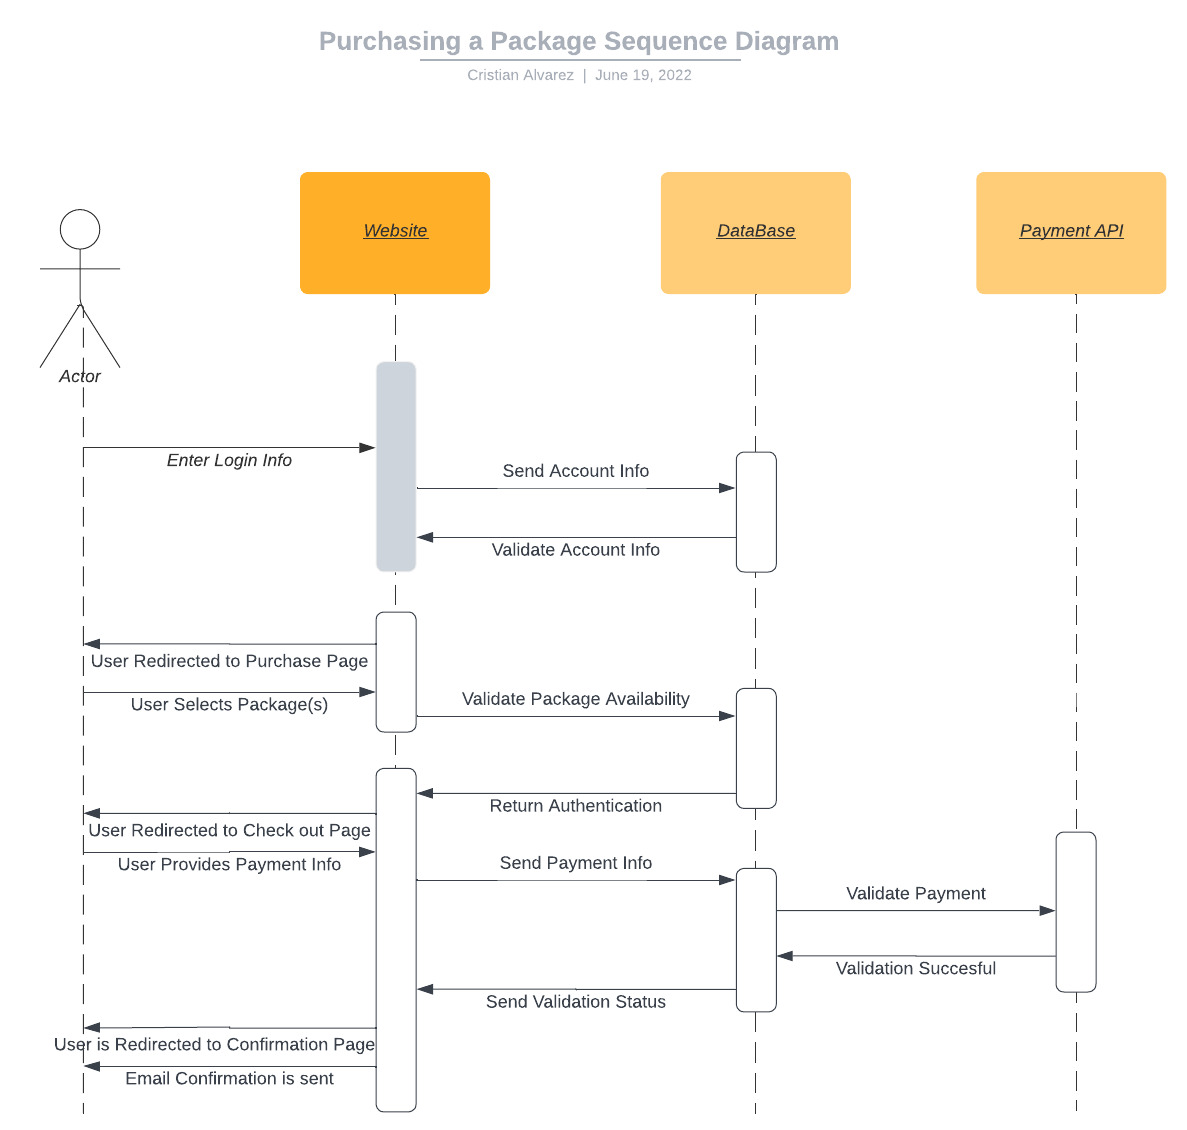 Purchasing a Package Sequence Diagram
Cristian Alvarez | June 19, 2022
Website
DataBase
Payment API
Actor
Enter Login Info
Send Account Info
Validate Account Info
User Redirected to Purchase Page
User Selects Package(s)
Validate Package Availability
Return Authentication
User Redirected to Check out Page
User Provides Payment Info
Send Payment Info
Validate Payment
Validation Succesful
Send Validation Status
User is Redirected to Confirmation Page
Email Confirmation is sent